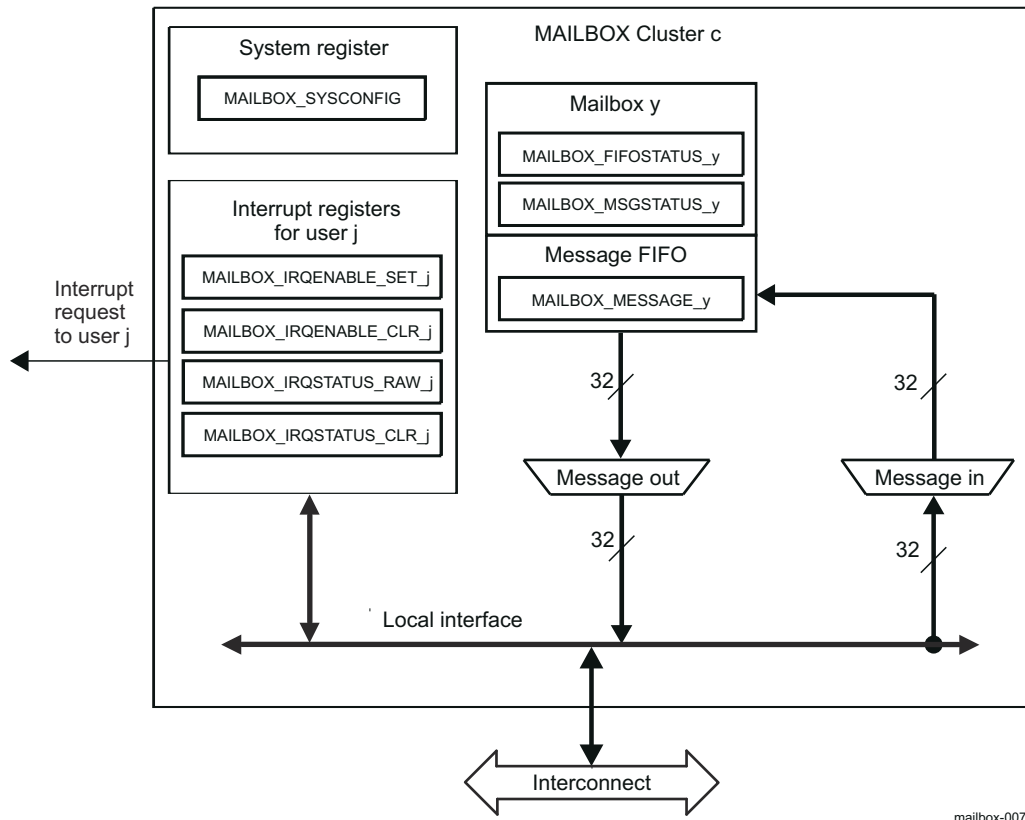 MAILBOX Cluster c
System register
MAILBOX_SYSCONFIG
Interrupt registers
for user j
MAILBOX_IRQENABLE_SET_j
MAILBOX_IRQENABLE_CLR_j
MAILBOX_IRQSTATUS_RAW_j
MAILBOX_IRQSTATUS_CLR_j
Interrupt
request
to user j
Mailbox y
MAILBOX_FIFOSTATUS_y
MAILBOX_MSGSTATUS_y
Message FIFO
MAILBOX_MESSAGE_y
32
32
Message out
Message in
32
32
Local interface
Interconnect
mailbox-007